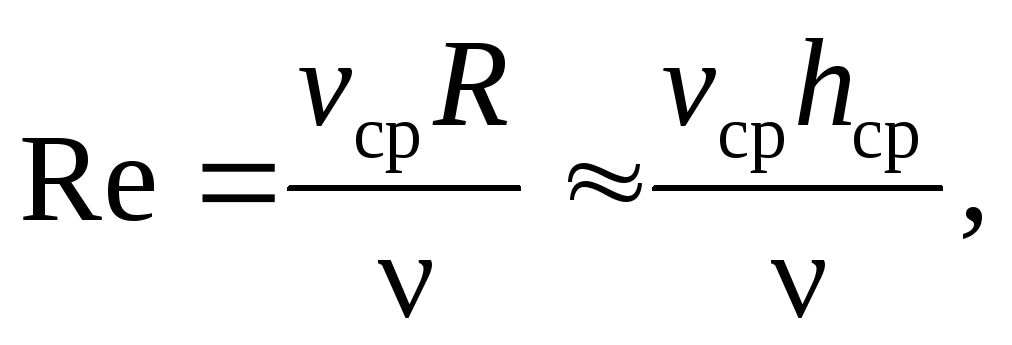 Re = v_ср R / ν ≈ v_ср h_ср / ν ,